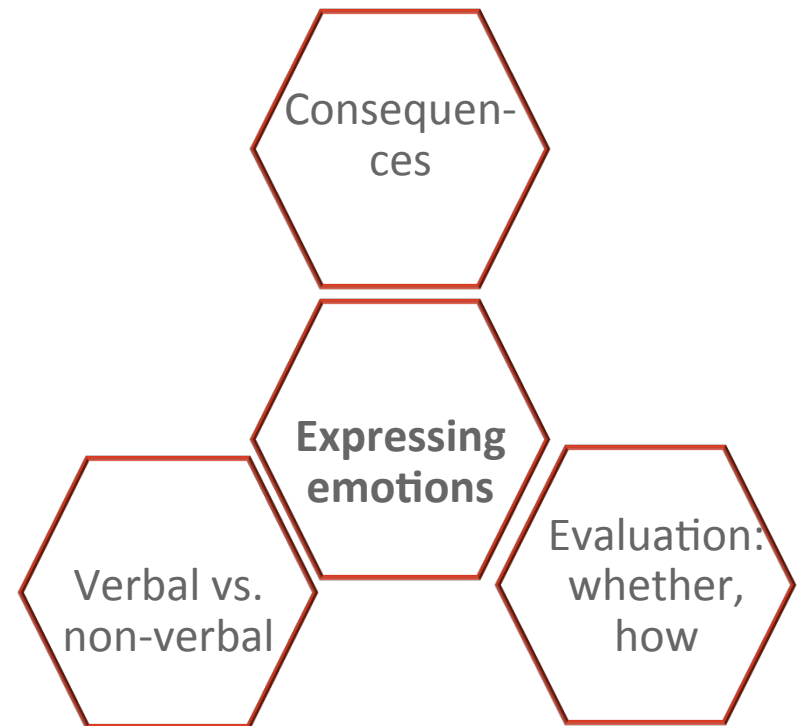 Consequen-
ces
Expressing
emotions
Verbal vs.
non-verbal
Evaluation:
whether,
how